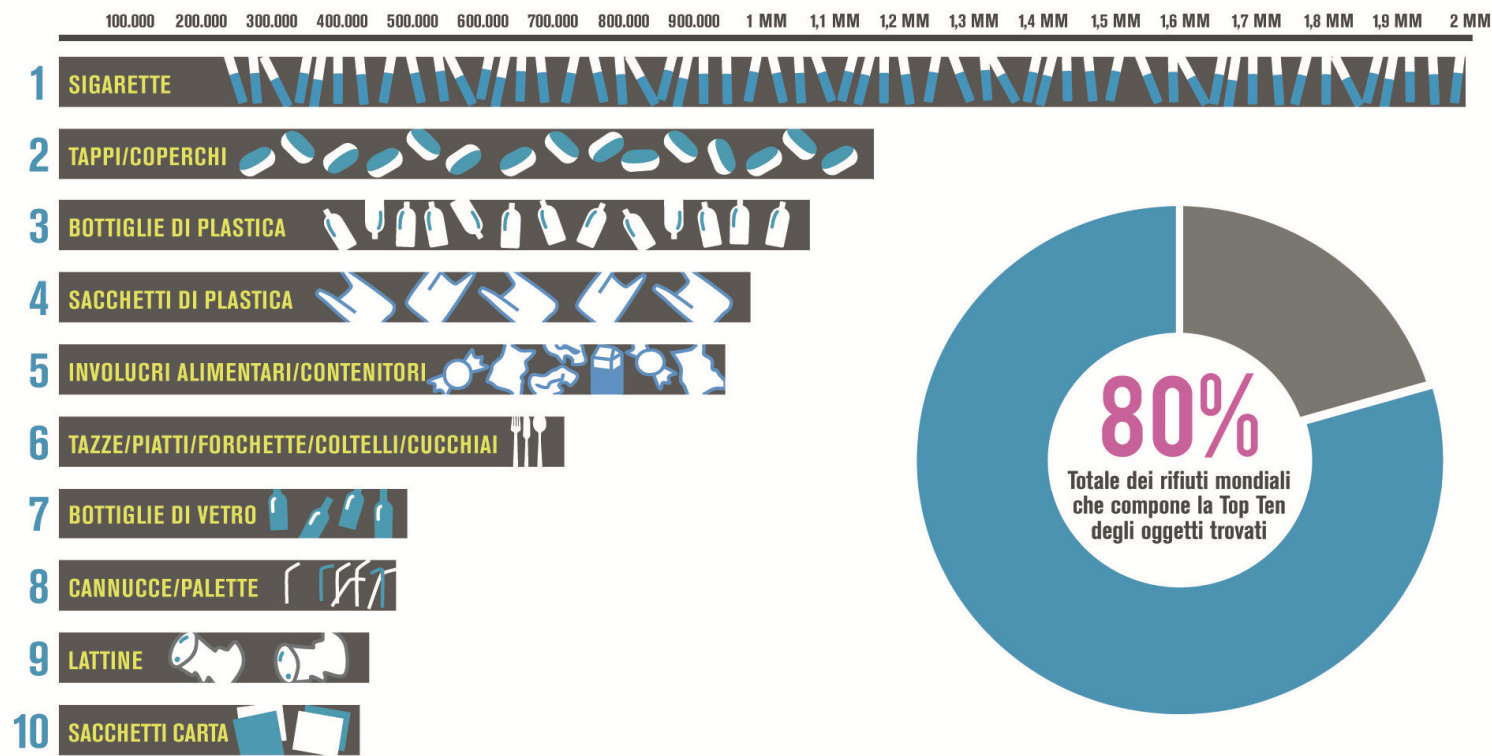 100.000 200.000 300.000 400.000 500.000 600.000 700.000 800.000 900.000 1 MM 1,1 MM 1,2 MM 1,3 MM 1,4 MM 1,5 MM 1,6 MM 1,7 MM 1,8 MM 1,9 MM 2 MM
1 SIGARETTE
2 TAPPI/COPERCHI
3 BOTTIGLIE DI PLASTICA
4 SACCHETTI DI PLASTICA
5 INVOLUCRI ALIMENTARI/CONTENITORI
6 TAZZE/PIATTI/FORCHETTE/COLTELLI/CUCCHIAI
7 BOTTIGLIE DI VETRO
8 CANNUCCE/PALETTE
9 LATTINE
10 SACCHETTI CARTA
80%
Totale dei rifiuti mondiali
che compone la Top Ten
degli oggetti trovati